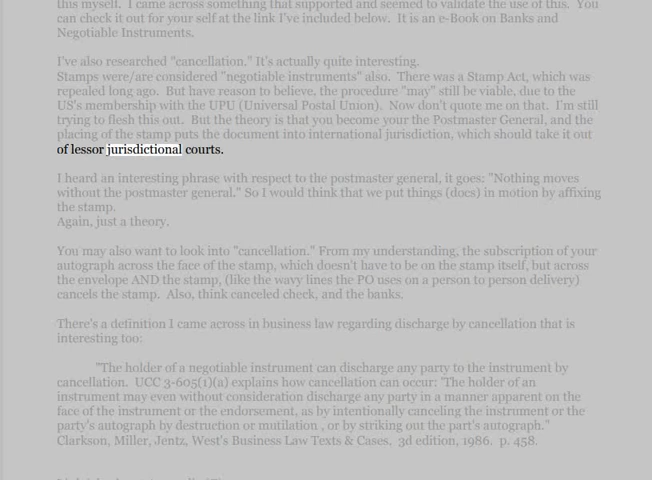 this myself. I came across something that supported and seemed to validate the use of this. You
can check it out for your self at the link I've included below. It is an e-Book on Banks and
Negotiable Instruments.
I've also researched "cancellation." It's actually quite interesting.
Stamps were/are considered "negotiable instruments" also. There was a Stamp Act, which was
repealed long ago. But have reason to believe, the procedure "may" still be viable, due to the
US's membership with the UPU (Universal Postal Union). Now don't quote me on that. I'm still
trying to flesh this out. But the theory is that you become your the Postmaster General, and the
placing of the stamp puts the document into international jurisdiction, which should take it out
of lessor jurisdictional courts.
I heard an interesting phrase with respect to the postmaster general, it goes: "Nothing moves
without the postmaster general." So I would think that we put things (docs) in motion by affixing
the stamp.
Again, just a theory.
You may also want to look into "cancellation." From my understanding, the subscription of your
autograph across the face of the stamp, which doesn't have to be on the stamp itself, but across
the envelope AND the stamp, (like the wavy lines the PO uses on a person to person delivery)
cancels the stamp. Also, think canceled check, and the banks.
There's a definition I came across in business law regarding discharge by cancellation that is
interesting too:
"The holder of a negotiable instrument can discharge any party to the instrument by
cancellation. UCC 3-605(1)(a) explains how cancellation can occur: 'The holder of an
instrument may even without consideration discharge any party in a manner apparent on the
face of the instrument or the endorsement, as by intentionally canceling the instrument or the
party's autograph by destruction or mutilation , or by striking out the part's autograph."
Clarkson, Miller, Jentz, West's Business Law Texts & Cases. 3d edition, 1986. p. 458.